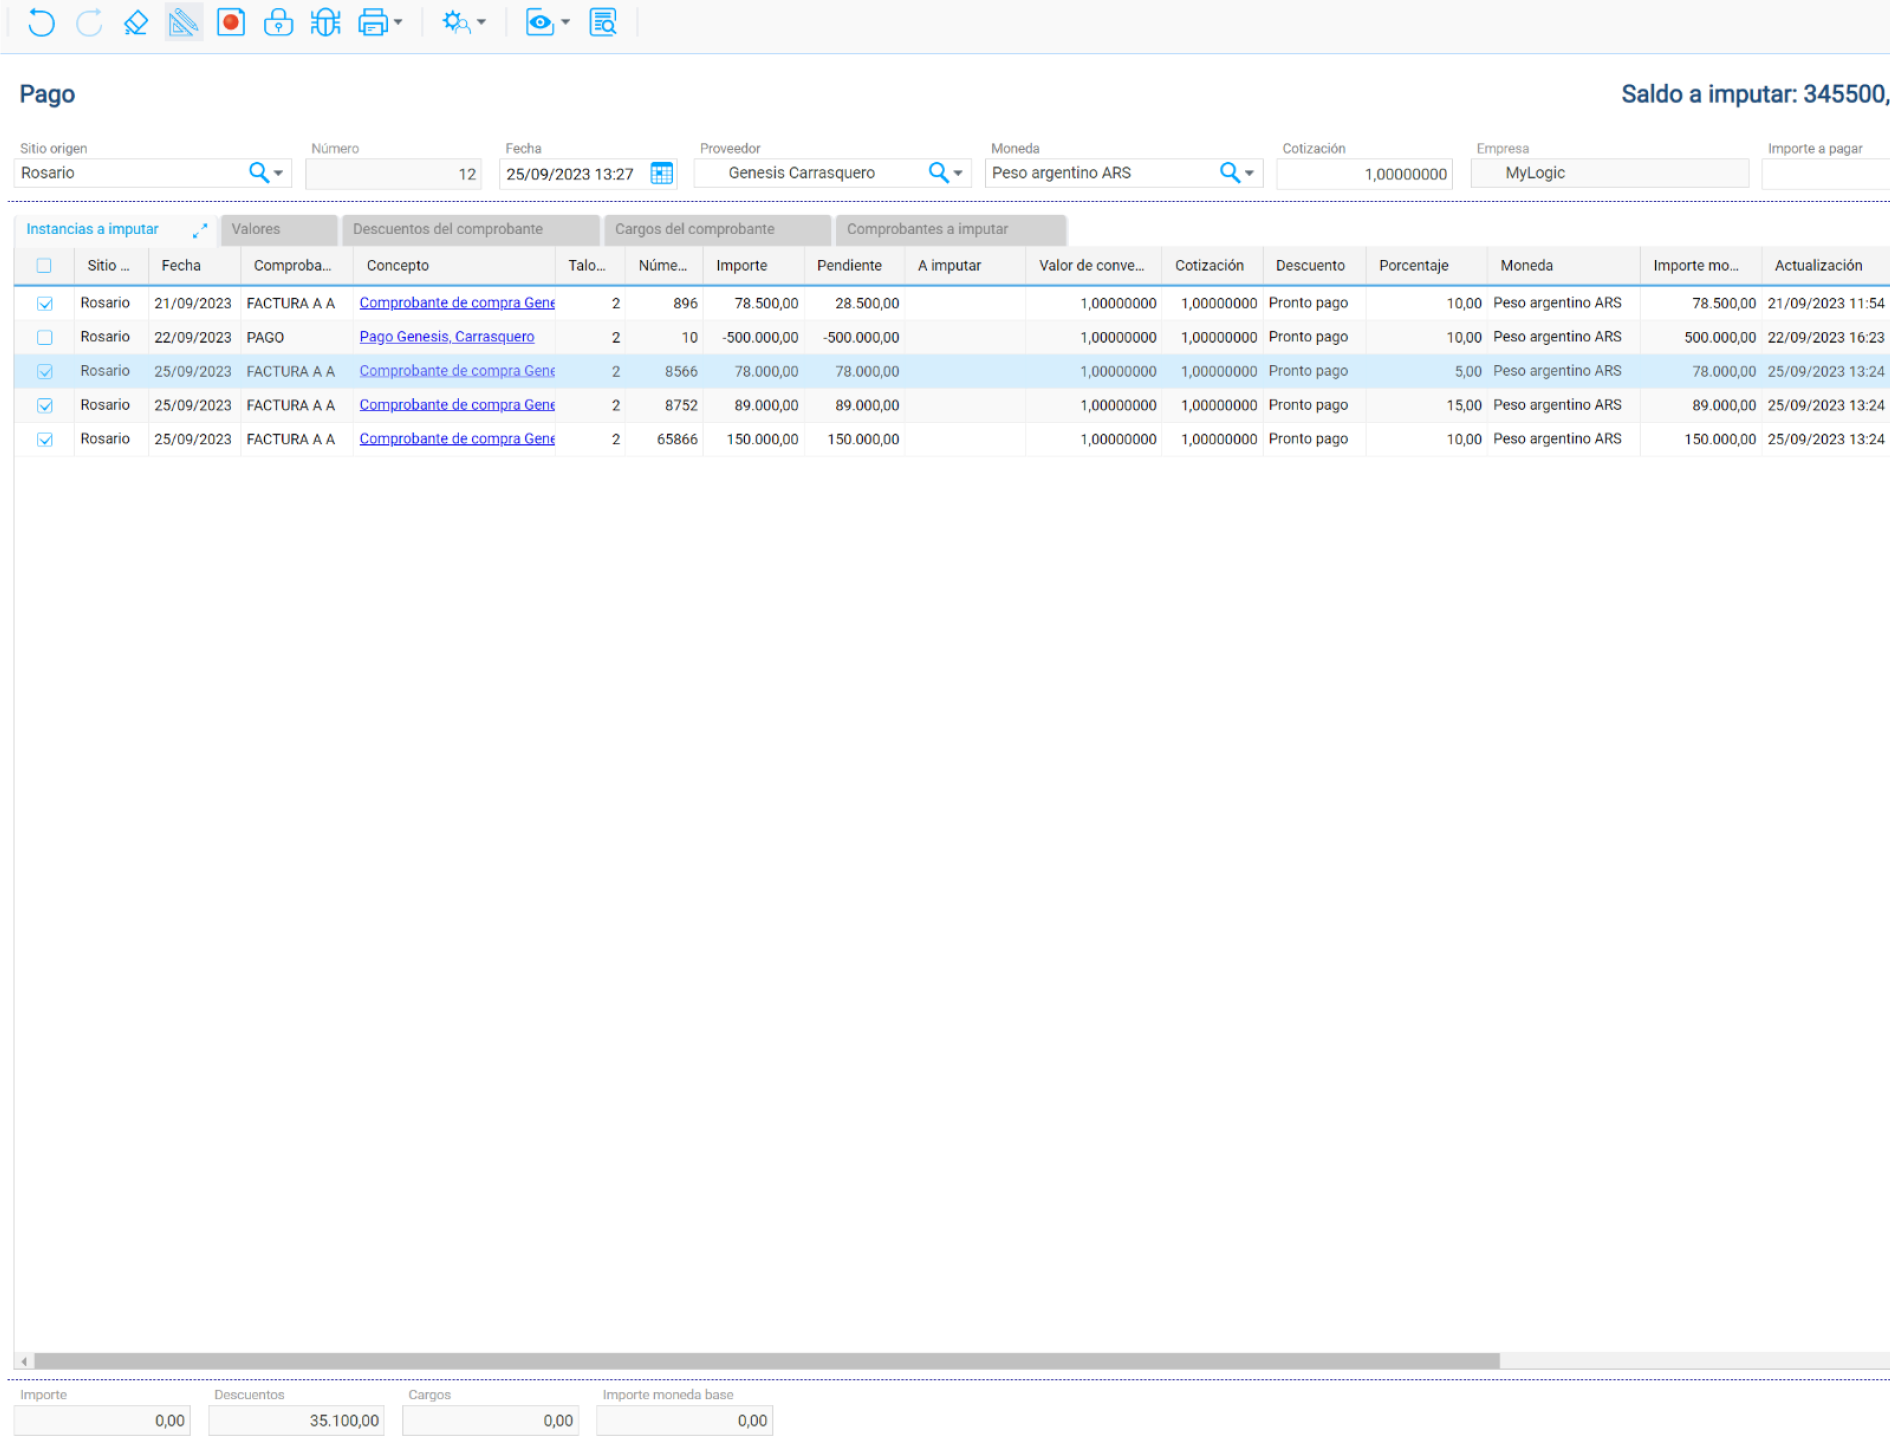 Pago
Saldo a imputar: 345500,
Sitio origen Número Fecha Proveedor Moneda Cotización Empresa Importe a pagar
Rosario 12 25/09/2023 13:27 Genesis Carrasquero Peso argentino ARS 1,00000000 MyLogic
Instancias a imputar Valores Descuentos del comprobante Cargos del comprobante Comprobantes a imputar
Sitio ... Fecha Comproba... Concepto Talo... Núme... Importe Pendiente A imputar Valor de conve... Cotización Descuento Porcentaje Moneda Importe mo... Actualización
Rosario 21/09/2023 FACTURA A A Comprobante de compra Gene 2 896 78.500,00 28.500,00 1,00000000 1,00000000 Pronto pago 10,00 Peso argentino ARS 78.500,00 21/09/2023 11:54
Rosario 22/09/2023 PAGO Pago Genesis, Carrasquero 2 10 -500.000,00 -500.000,00 1,00000000 1,00000000 Pronto pago 10,00 Peso argentino ARS 500.000,00 22/09/2023 16:23
Rosario 25/09/2023 FACTURA A A Comprobante de compra Gene 2 8566 78.000,00 78.000,00 1,00000000 1,00000000 Pronto pago 5,00 Peso argentino ARS 78.000,00 25/09/2023 13:24
Rosario 25/09/2023 FACTURA A A Comprobante de compra Gene 2 8752 89.000,00 89.000,00 1,00000000 1,00000000 Pronto pago 15,00 Peso argentino ARS 89.000,00 25/09/2023 13:24
Rosario 25/09/2023 FACTURA A A Comprobante de compra Gene 2 65866 150.000,00 150.000,00 1,00000000 1,00000000 Pronto pago 10,00 Peso argentino ARS 150.000,00 25/09/2023 13:24
Importe Descuentos Cargos Importe moneda base
0,00 35.100,00 0,00 0,00